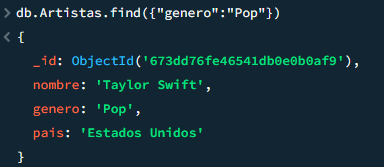 > db.Artistas.find({"genero":"Pop"})
< {
_id: ObjectId('673dd76fe46541db0e0b0af9'),
nombre: 'Taylor Swift',
genero: 'Pop',
pais: 'Estados Unidos'
}